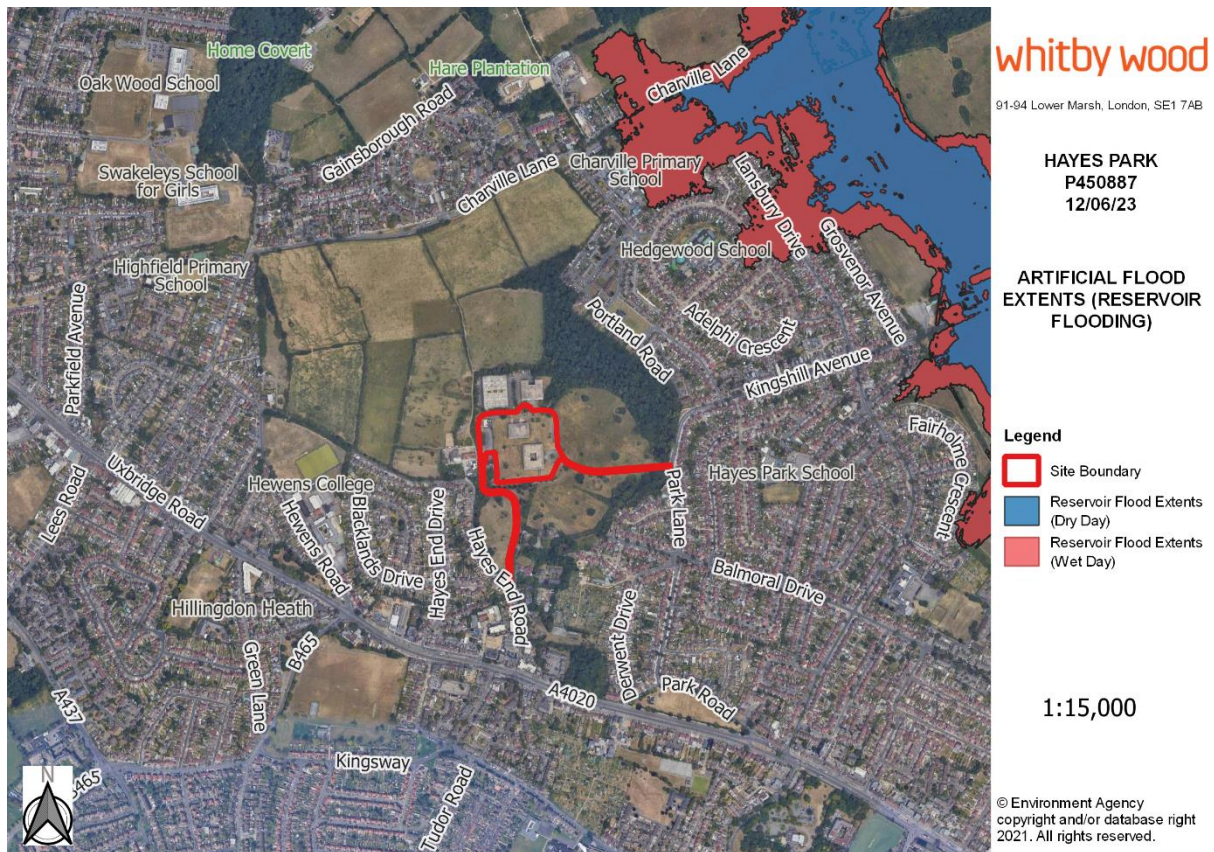 Home Covert
Oak Wood School
Hare Plantation
Charville Lane
Gainsborough Road
Swakeleys School
for Girls
Charville Lane
Charville Primary
School
Lansbury Drive
Hedgewood School
Grosvenor Avenue
Highfield Primary
School
Parkfield Avenue
Portland Road
Adelphi Crescent
Kingshill Avenue
Fairholme Crescent
Uxbridge Road
Lees Road
Hewens College
Hewens Road
Blacklands Drive
Hayes End Drive
Hayes End Road
Park Lane
Hayes Park School
Balmoral Drive
Hillingdon Heath
B465
Green Lane
A437
Derwent Drive
A4020
Park Road
Kingsway
Tudor Road
B465
N
whitby wood
91-94 Lower Marsh, London, SE1 7AB
HAYES PARK
P450887
12/06/23
ARTIFICIAL FLOOD
EXTENTS (RESERVOIR
FLOODING)
Legend
Site Boundary
Reservoir Flood Extents
(Dry Day)
Reservoir Flood Extents
(Wet Day)
1:15,000
© Environment Agency
copyright and/or database right
2021. All rights reserved.